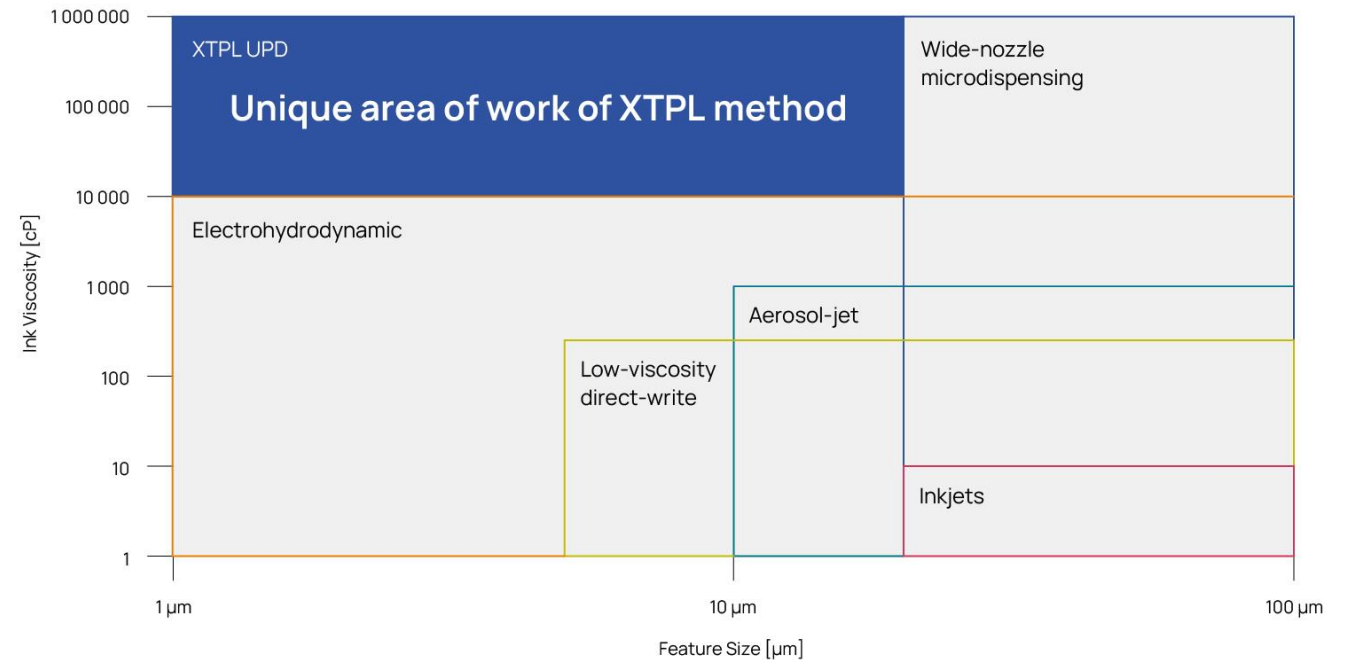 1 000 000
XTPL UPD
Wide-nozzle
microdispensing
100 000
Unique area of work of XTPL method
10 000
Electrohydrodynamic
Ink Viscosity [cP]
1 000
Aerosol-jet
100
Low-viscosity
direct-write
10
Inkjets
1
1 µm
10 µm
100 µm
Feature Size [µm]